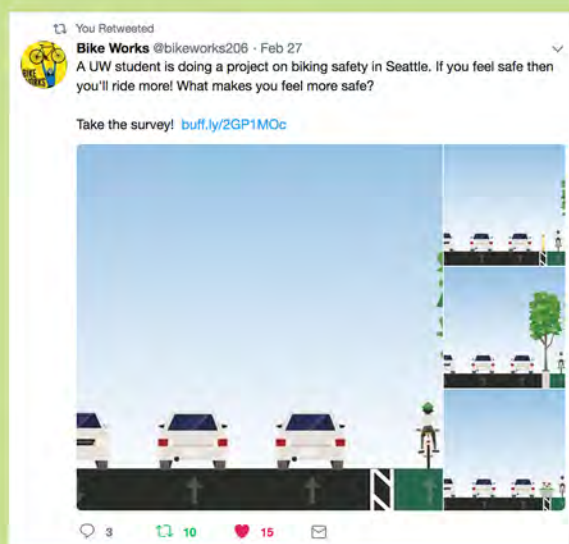 You Retweeted
Bike Works @bikeworks206 · Feb 27
A UW student is doing a project on biking safety in Seattle. If you feel safe then
you'll ride more! What makes you feel more safe?
Take the survey! buff.ly/2GP1MOc
BIKE
WORKS
3 10 15